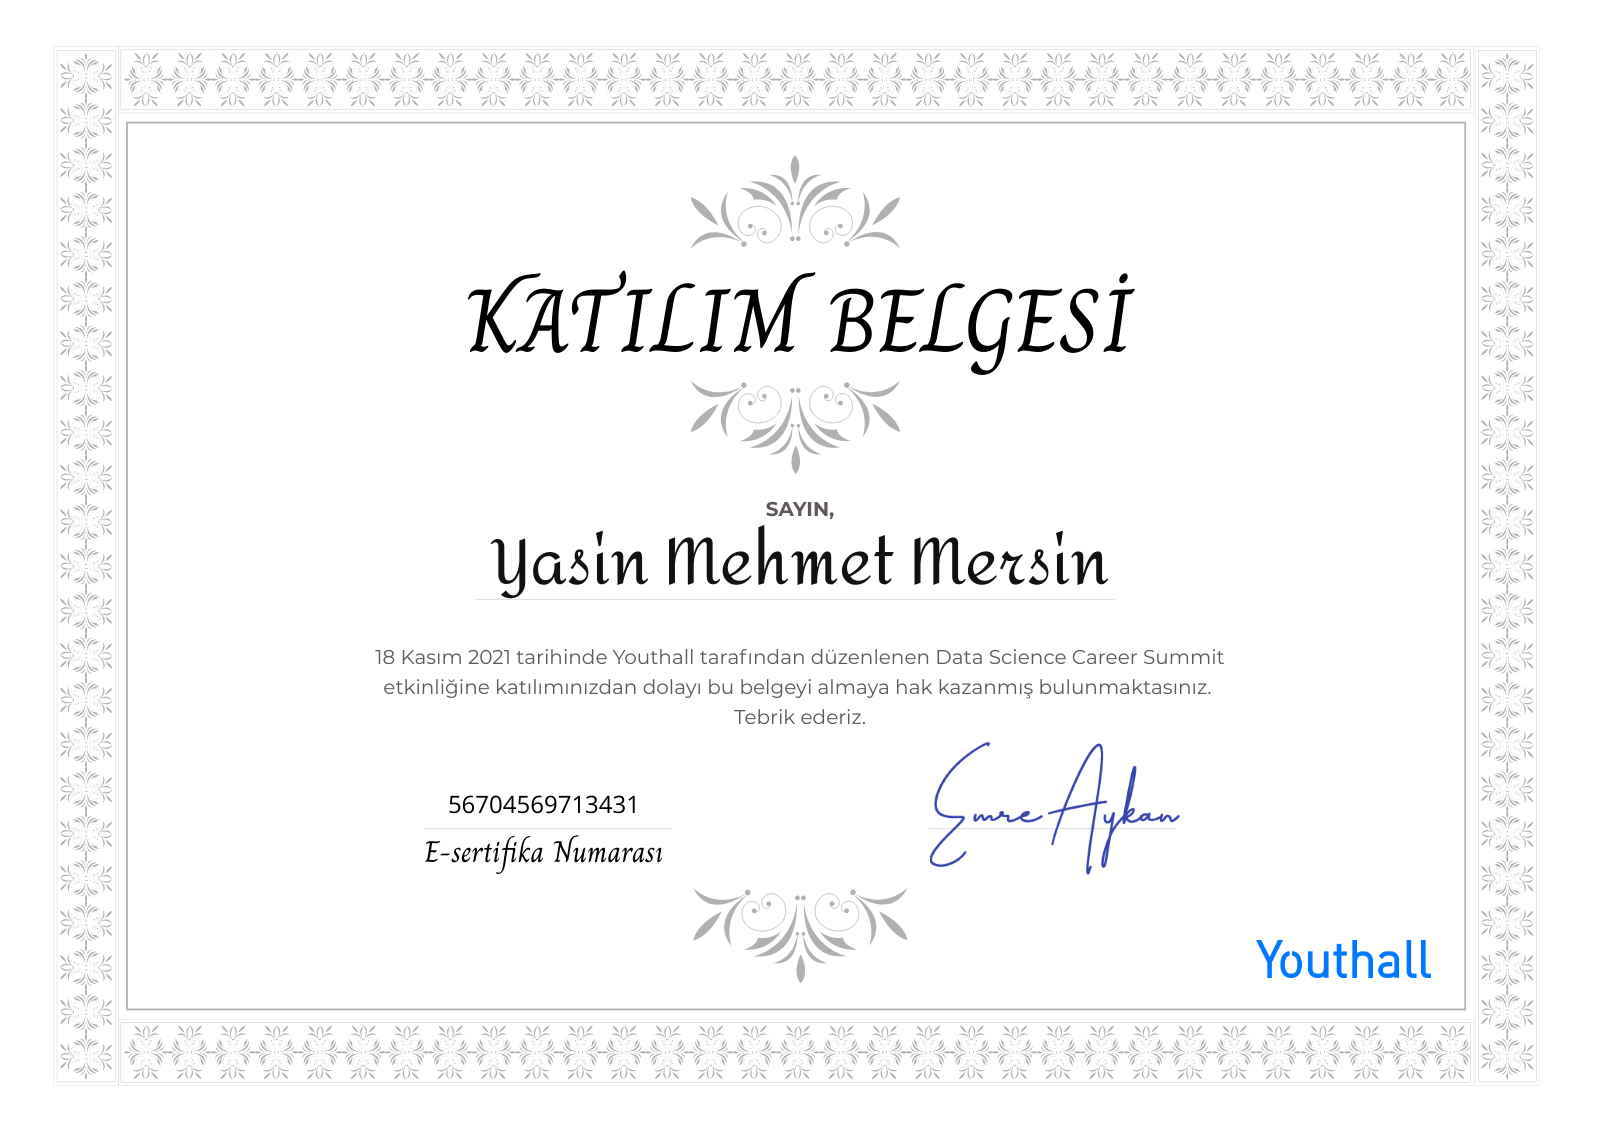 KATILIM BELGESİ
SAYIN,
Yasin Mehmet Mersin
18 Kasım 2021 tarihinde Youthall tarafından düzenlenen Data Science Career Summit
etkinliğine katılımınızdan dolayı bu belgeyi almaya hak kazanmış bulunmaktasınız.
Tebrik ederiz.
56704569713431
E-sertifika Numarası
Emre Aykan
Youthall